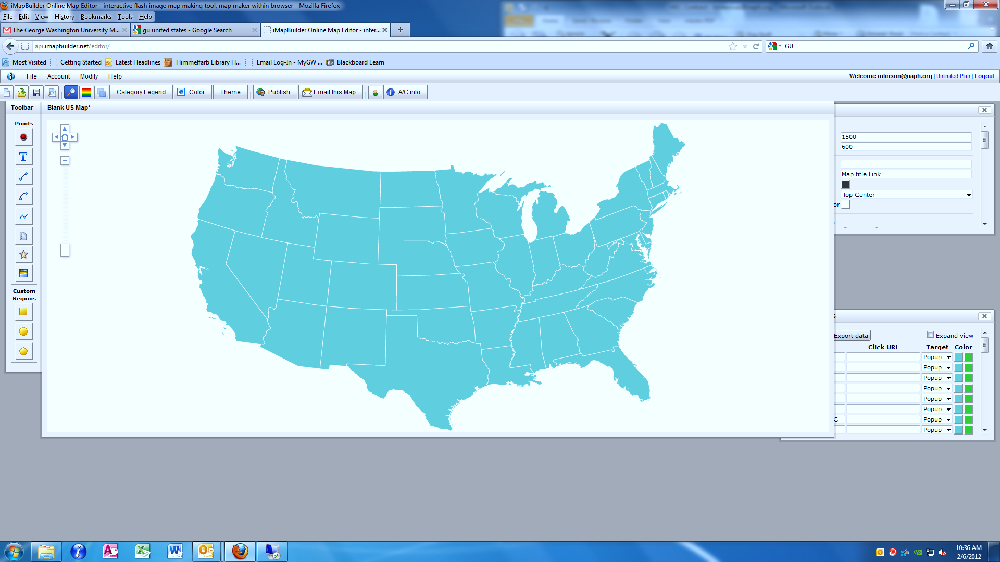 iMapBuilder Online Map Editor - interactive flash image map making tool, map maker within browser - Mozilla Firefox
File Edit View History Bookmarks Tools Help
The George Washington University M... gu united states - Google Search iMapBuilder Online Map Editor - inter...
api.imapbuilder.net/editor/ GU
Most Visited Getting Started Latest Headlines Himmelfarb Library H... Email Log-In - MyGW ... Bb Blackboard Learn
File Account Modify Help Welcome mlinson@naph.org | Unlimited Plan | Logout
Category Legend Color Theme Publish Email this Map A/C info
Toolbar Blank US Map*
Points
1500
600
Map title Link
Top Center
or
T
Custom
Regions
s
Export data Expand view
Click URL Target Color
Popup
Popup
Popup
Popup
Popup
Popup
C Popup
Popup
10:36 AM
2/6/2012